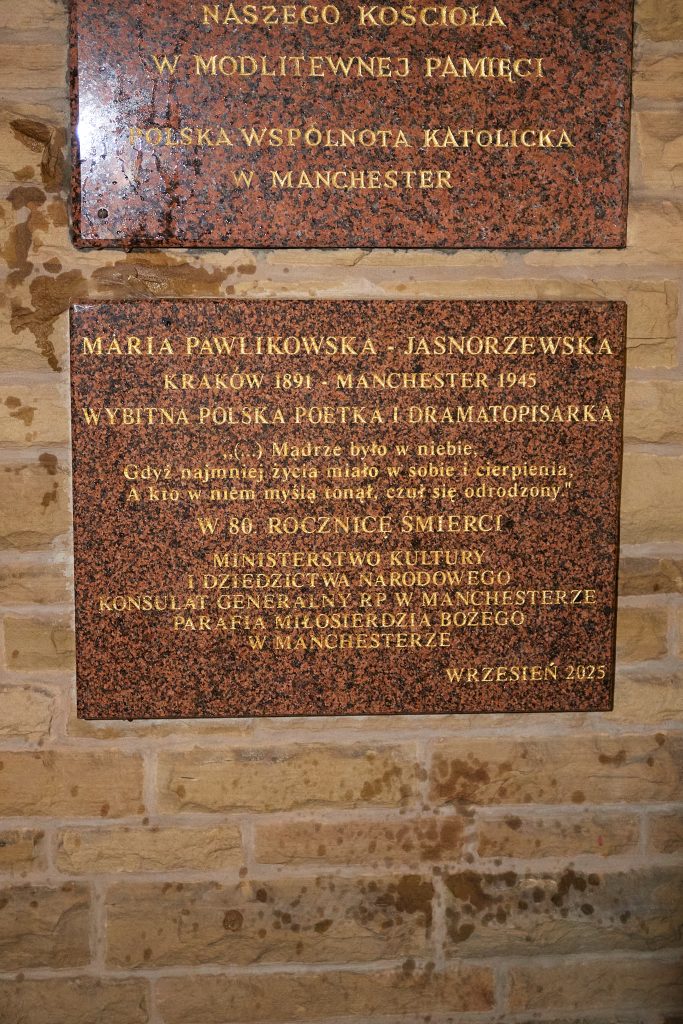 NASZEGO KOŚCIOŁA
W MODLITEWNEJ PAMIĘCI
POLSKA WSPÓLNOTA KATOLICKA
W MANCHESTER
MARIA PAWLIKOWSKA - JASNORZEWSKA
KRAKÓW 1891 - MANCHESTER 1945
WYBITNA POLSKA POETKA I DRAMATOPISARKA
,,(...) Mądrze było w niebie,
Gdyż najmniej życia miało w sobie i cierpienia,
A kto w niem myślą tonął, czuł się odrodzony."
W 80. ROCZNICĘ ŚMIERCI
MINISTERSTWO KULTURY
I DZIEDZICTWA NARODOWEGO
KONSULAT GENERALNY RP W MANCHESTERZE
PARAFIA MIŁOSIERDZIA BOŻEGO
W MANCHESTERZE
WRZESIEŃ 2025